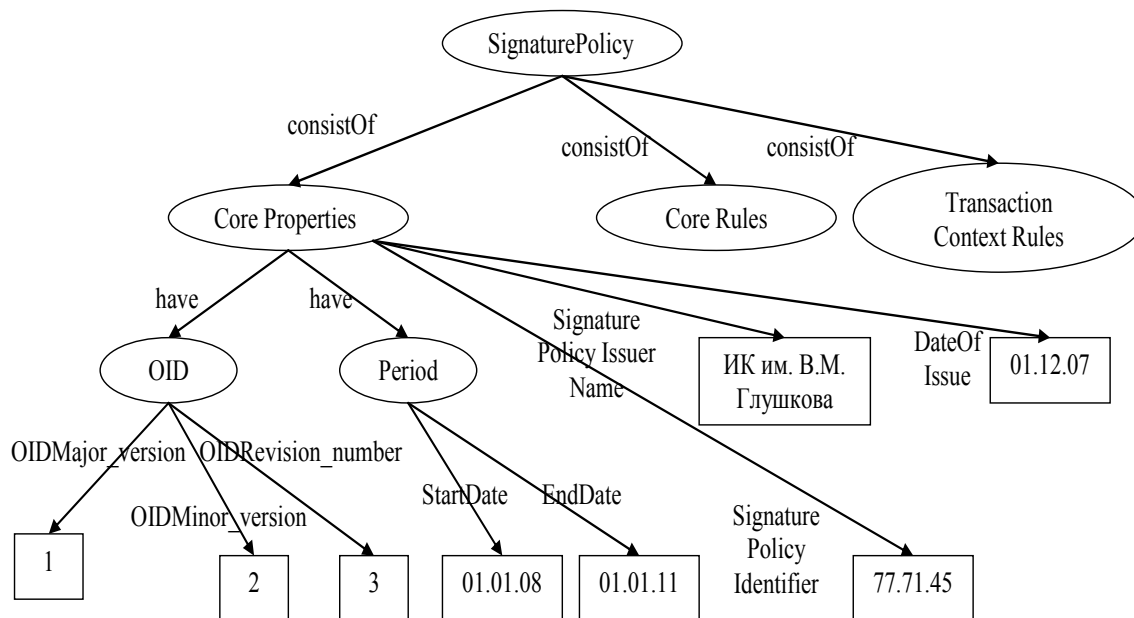 SignaturePolicy
consistOf
consistOf
consistOf
Core Properties
Core Rules
Transaction
Context Rules
have
have
Signature
Policy Issuer
Name
DateOf
Issue
OID
Period
ИК им. В.М.
Глушкова
01.12.07
OIDMajor_version
OIDRevision_number
OIDMinor_version
StartDate
EndDate
Signature
Policy
Identifier
1
2
3
01.01.08
01.01.11
77.71.45